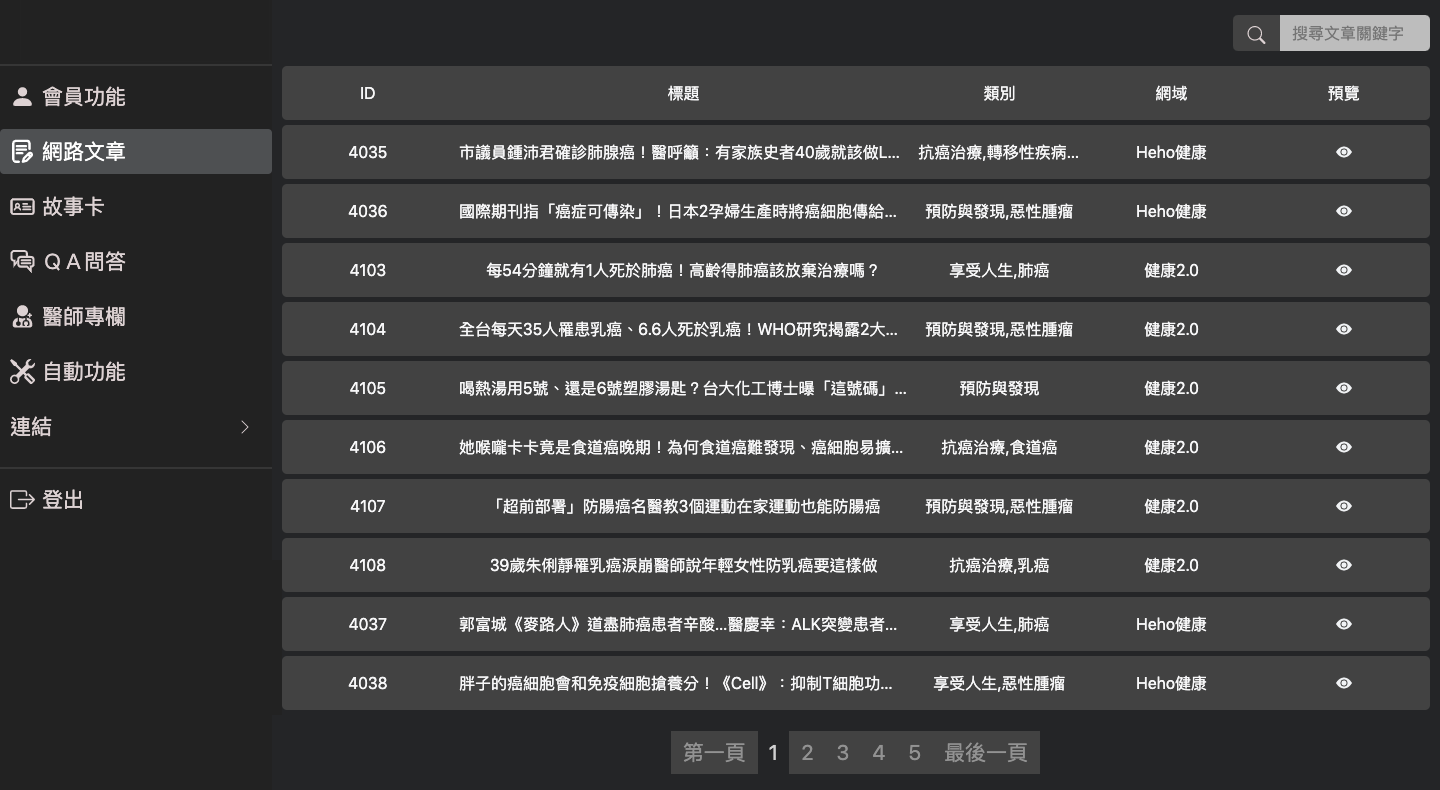 搜尋文章關鍵字
會員功能
網路文章
故事卡
ＱＡ問答
醫師專欄
自動功能
連結
登出
ID 標題 類別 網域 預覽
4035 市議員鍾沛君確診肺腺癌！醫呼籲：有家族史者40歲就該做L... 抗癌治療,轉移性疾病... Heho健康
4036 國際期刊指「癌症可傳染」！日本2孕婦生產時將癌細胞傳給... 預防與發現,惡性腫瘤 Heho健康
4103 每54分鐘就有1人死於肺癌！高齡得肺癌該放棄治療嗎？ 享受人生,肺癌 健康2.0
4104 全台每天35人罹患乳癌、6.6人死於乳癌！WHO研究揭露2大... 預防與發現,惡性腫瘤 健康2.0
4105 喝熱湯用5號、還是6號塑膠湯匙？台大化工博士曝「這號碼」... 預防與發現 健康2.0
4106 她喉嚨卡卡竟是食道癌晚期！為何食道癌難發現、癌細胞易擴... 抗癌治療,食道癌 健康2.0
4107 「超前部署」防腸癌名醫教3個運動在家運動也能防腸癌 預防與發現,惡性腫瘤 健康2.0
4108 39歲朱俐靜罹乳癌淚崩醫師說年輕女性防乳癌要這樣做 抗癌治療,乳癌 健康2.0
4037 郭富城《麥路人》道盡肺癌患者辛酸...醫慶幸：ALK突變患者... 享受人生,肺癌 Heho健康
4038 胖子的癌細胞會和免疫細胞搶養分！《Cell》：抑制T細胞功... 享受人生,惡性腫瘤 Heho健康
第一頁 1 2 3 4 5 最後一頁